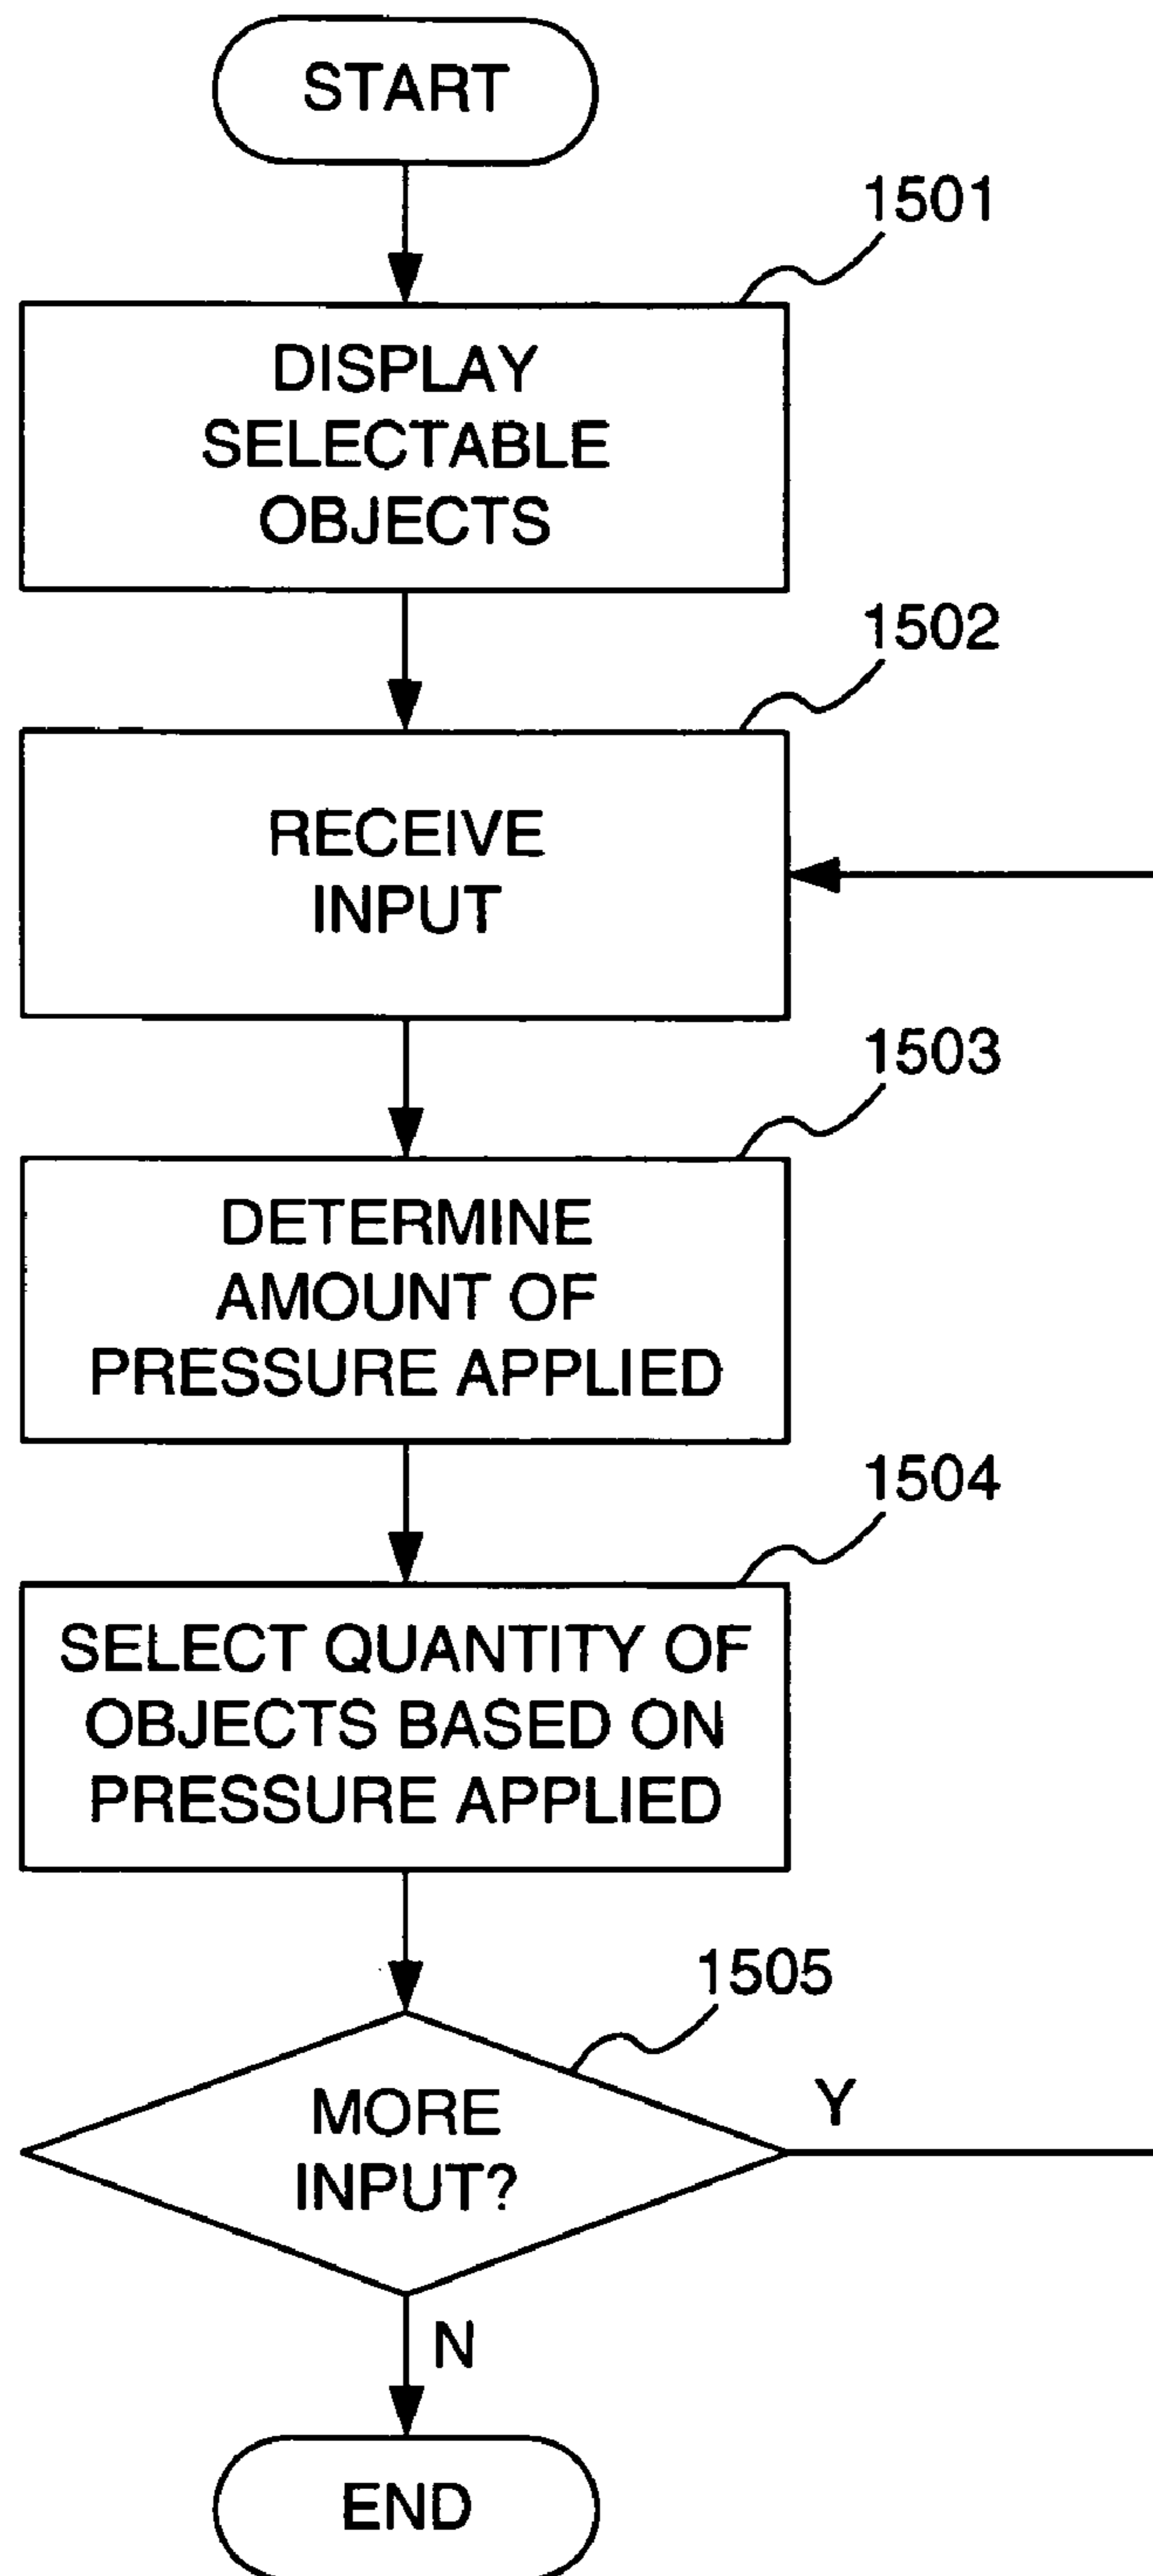 START
1501
DISPLAY
SELECTABLE
OBJECTS
1502
RECEIVE
INPUT
1503
DETERMINE
AMOUNT OF
PRESSURE APPLIED
1504
SELECT QUANTITY OF
OBJECTS BASED ON
PRESSURE APPLIED
1505
MORE
INPUT?
Y
N
END